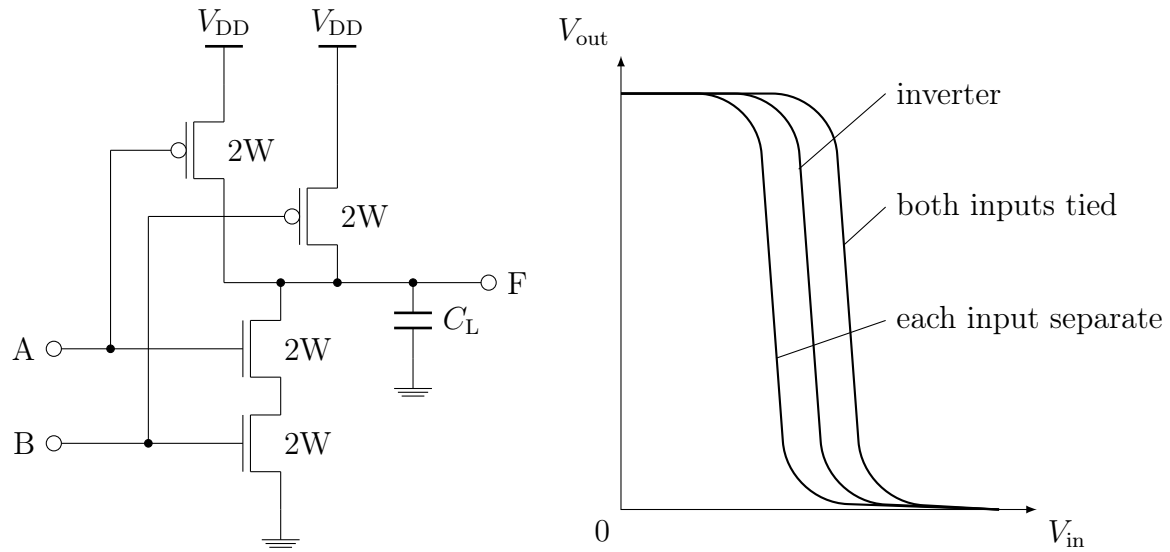 V_DD
V_DD
2W
2W
F
C_L
A
2W
B
2W
V_out
inverter
both inputs tied
each input separate
0
V_in